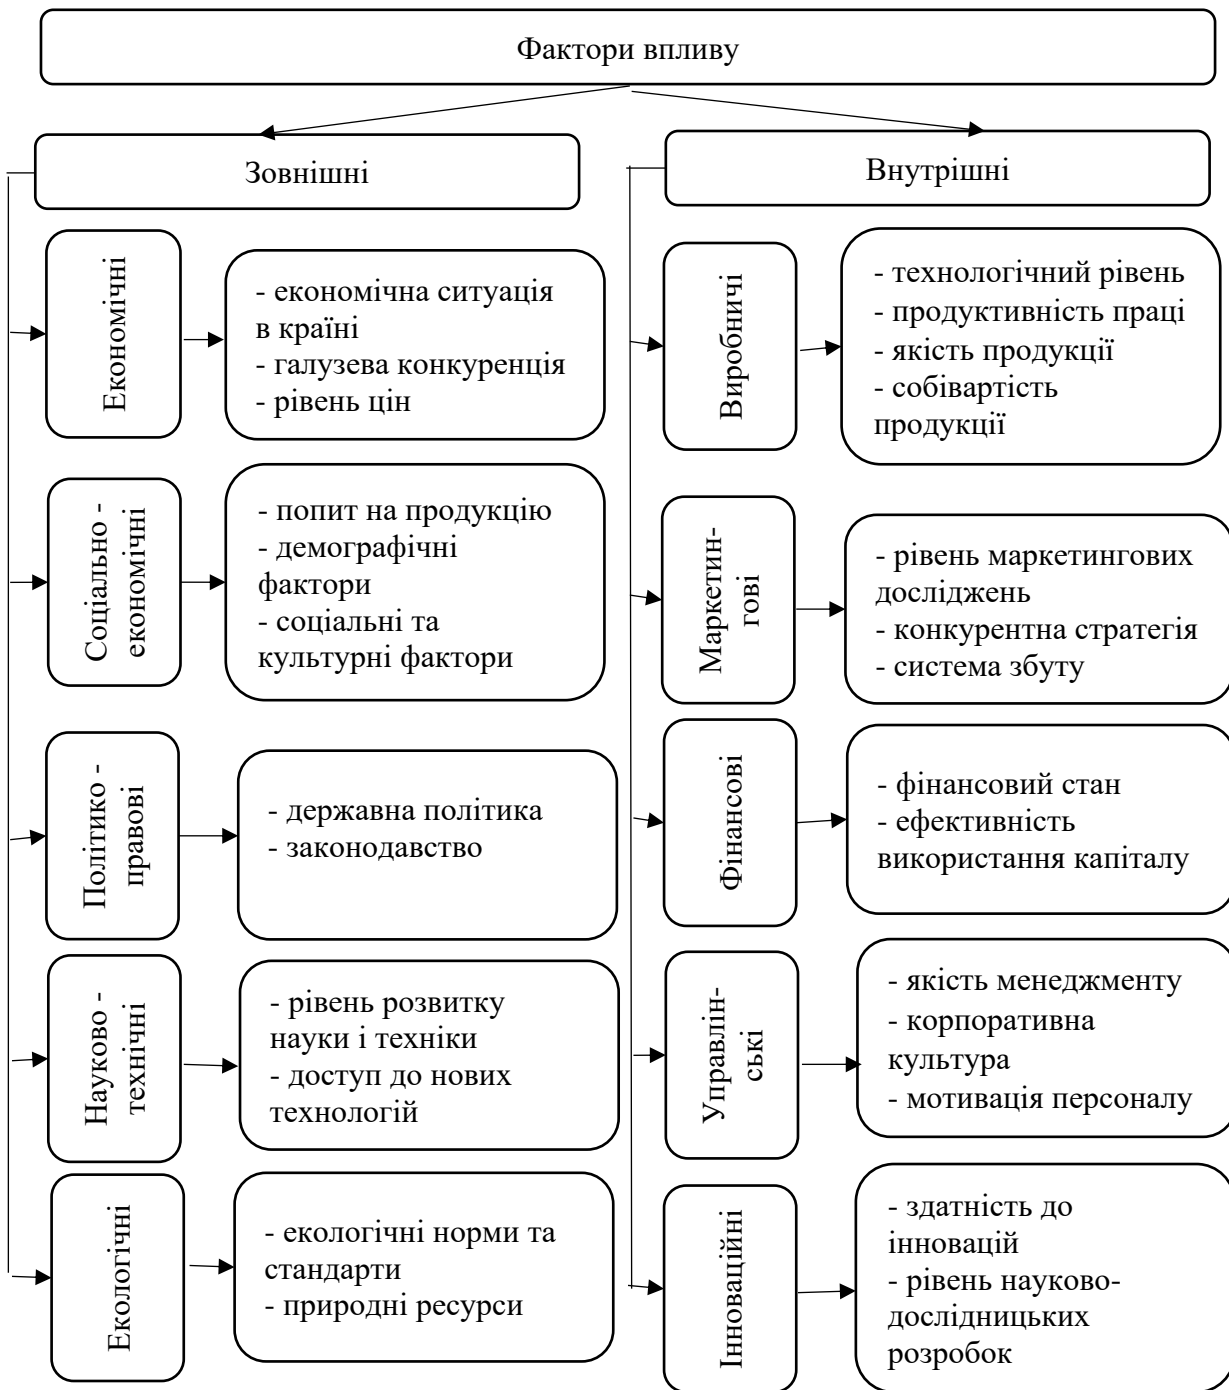 Фактори впливу
Зовнішні
Економічні
- економічна ситуація
в країні
- галузева конкуренція
- рівень цін
Соціально -
економічні
- попит на продукцію
- демографічні
фактори
- соціальні та
культурні фактори
Політико -
правові
- державна політика
- законодавство
Науково -
технічні
- рівень розвитку
науки і техніки
- доступ до нових
технологій
Екологічні
- екологічні норми та
стандарти
- природні ресурси
Внутрішні
Виробничі
- технологічний рівень
- продуктивність праці
- якість продукції
- собівартість
продукції
Маркетин-
гові
- рівень маркетингових
досліджень
- конкурентна стратегія
- система збуту
Фінансові
- фінансовий стан
- ефективність
використання капіталу
Управлін-
ські
- якість менеджменту
- корпоративна
культура
- мотивація персоналу
Інноваційні
- здатність до
інновацій
- рівень науково-
дослідницьких
розробок